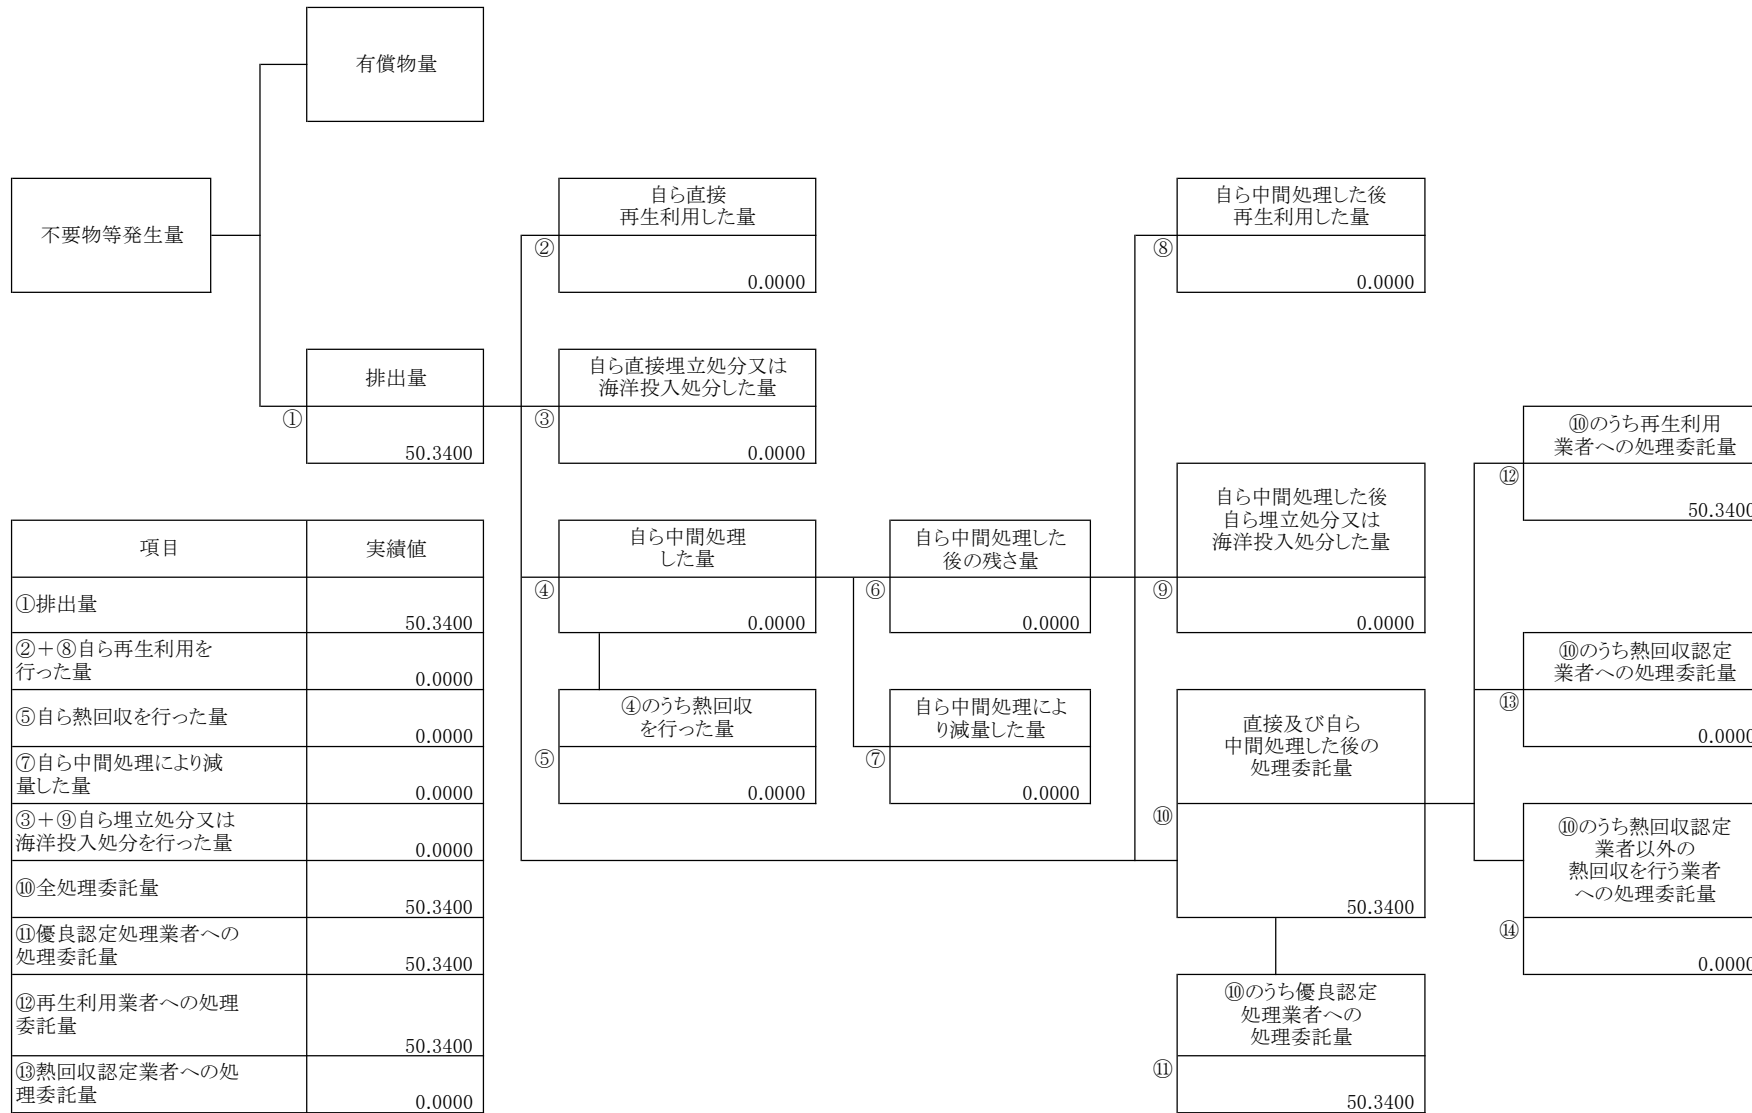 有償物量
不要物等発生量
自ら直接
再生利用した量
②
0.0000
自ら中間処理した後
再生利用した量
⑧
0.0000
排出量
①
50.3400
自ら直接埋立処分又は
海洋投入処分した量
③
0.0000
⑩のうち再生利用
業者への処理委託量
⑫
50.3400
自ら中間処理
した量
④
0.0000
自ら中間処理した
後の残さ量
⑥
0.0000
自ら中間処理した後
自ら埋立処分又は
海洋投入処分した量
⑨
0.0000
⑩のうち熱回収認定
業者への処理委託量
⑬
0.0000
④のうち熱回収
を行った量
⑤
0.0000
自ら中間処理によ
り減量した量
⑦
0.0000
直接及び自ら
中間処理した後の
処理委託量
⑩
50.3400
⑩のうち熱回収認定
業者以外の
熱回収を行う業者
への処理委託量
⑭
0.0000
⑩のうち優良認定
処理業者への
処理委託量
⑪
50.3400
項目 実績値
①排出量
50.3400
②＋⑧自ら再生利用を
行った量
0.0000
⑤自ら熱回収を行った量
0.0000
⑦自ら中間処理により減
量した量
0.0000
③＋⑨自ら埋立処分又は
海洋投入処分を行った量
0.0000
⑩全処理委託量
50.3400
⑪優良認定処理業者への
処理委託量
50.3400
⑫再生利用業者への処理
委託量
50.3400
⑬熱回収認定業者への処
理委託量
0.0000